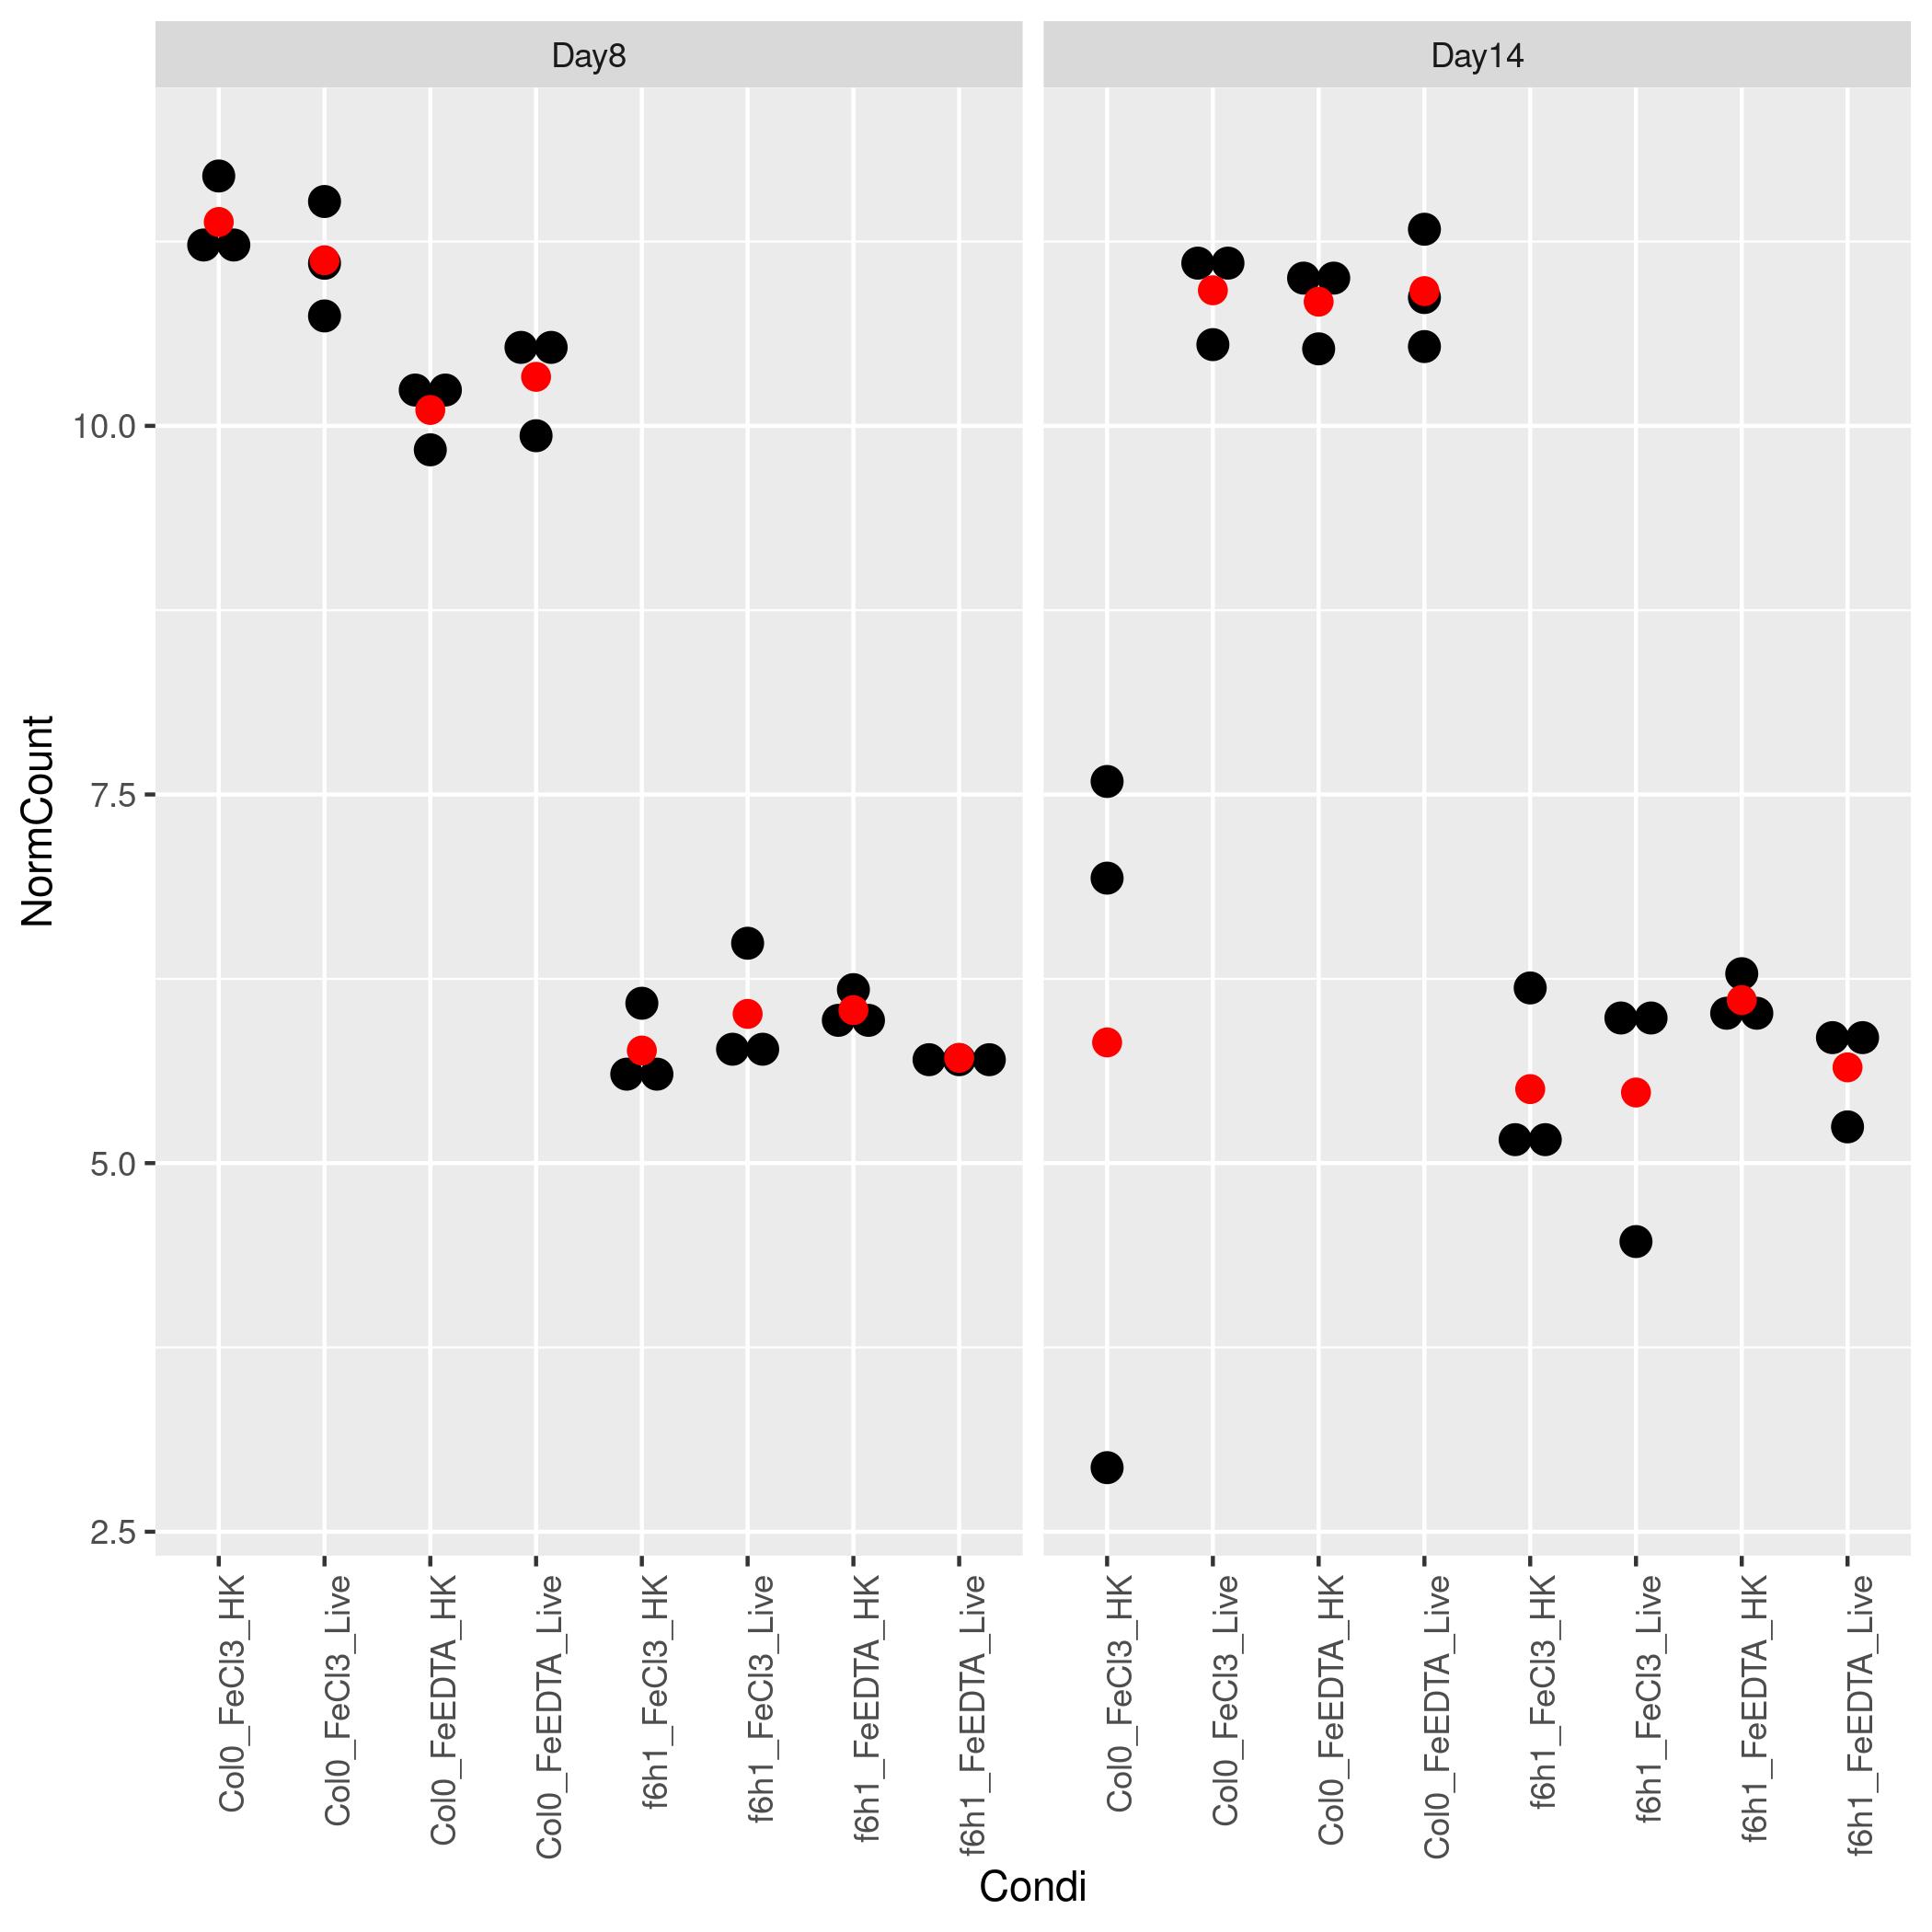 Day8
Day14
NormCount
10.0
7.5
5.0
2.5
Col0_FeCl3_HK
Col0_FeCl3_Live
Col0_FeEDTA_HK
Col0_FeEDTA_Live
f6h1_FeCl3_HK
f6h1_FeCl3_Live
f6h1_FeEDTA_HK
f6h1_FeEDTA_Live
Col0_FeCl3_HK
Col0_FeCl3_Live
Col0_FeEDTA_HK
Col0_FeEDTA_Live
f6h1_FeCl3_HK
f6h1_FeCl3_Live
f6h1_FeEDTA_HK
f6h1_FeEDTA_Live
Condi